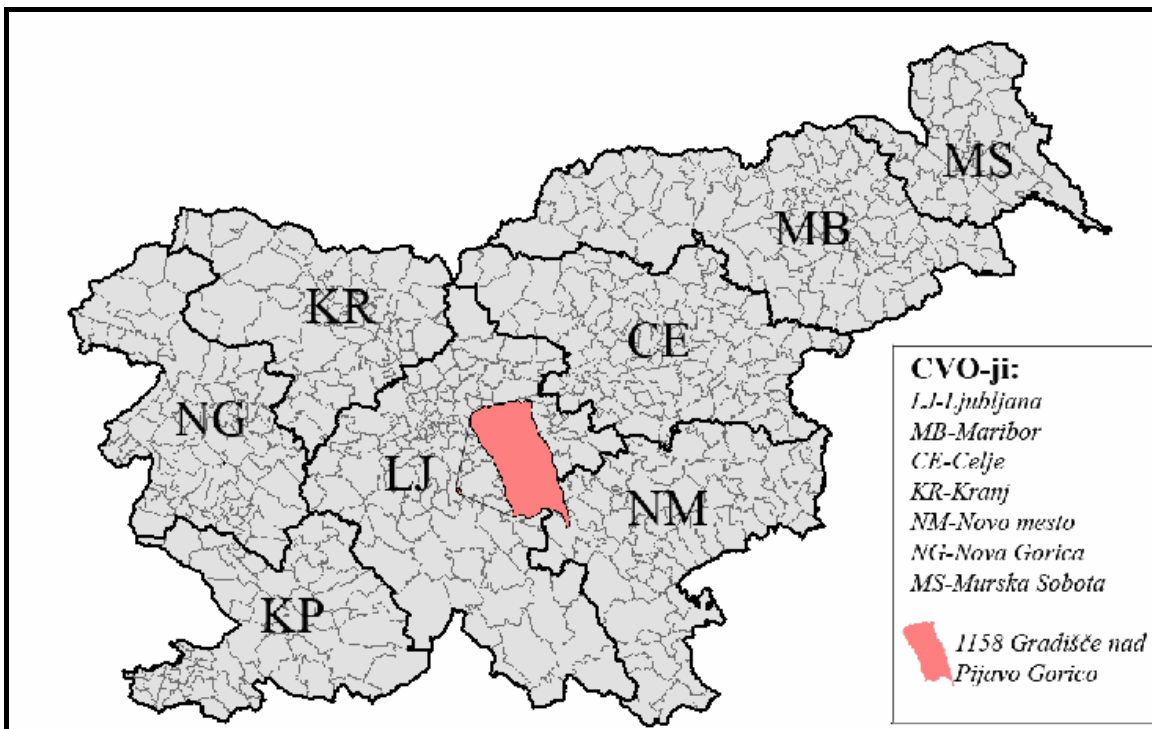 MS
MB
KR
CE
NG
LJ
NM
KP
CVO-ji:
LJ-Ljubljana
MB-Maribor
CE-Celje
KR-Kranj
NM-Novo mesto
NG-Nova Gorica
MS-Murska Sobota
1158 Gradišče nad
Pijavo Gorico